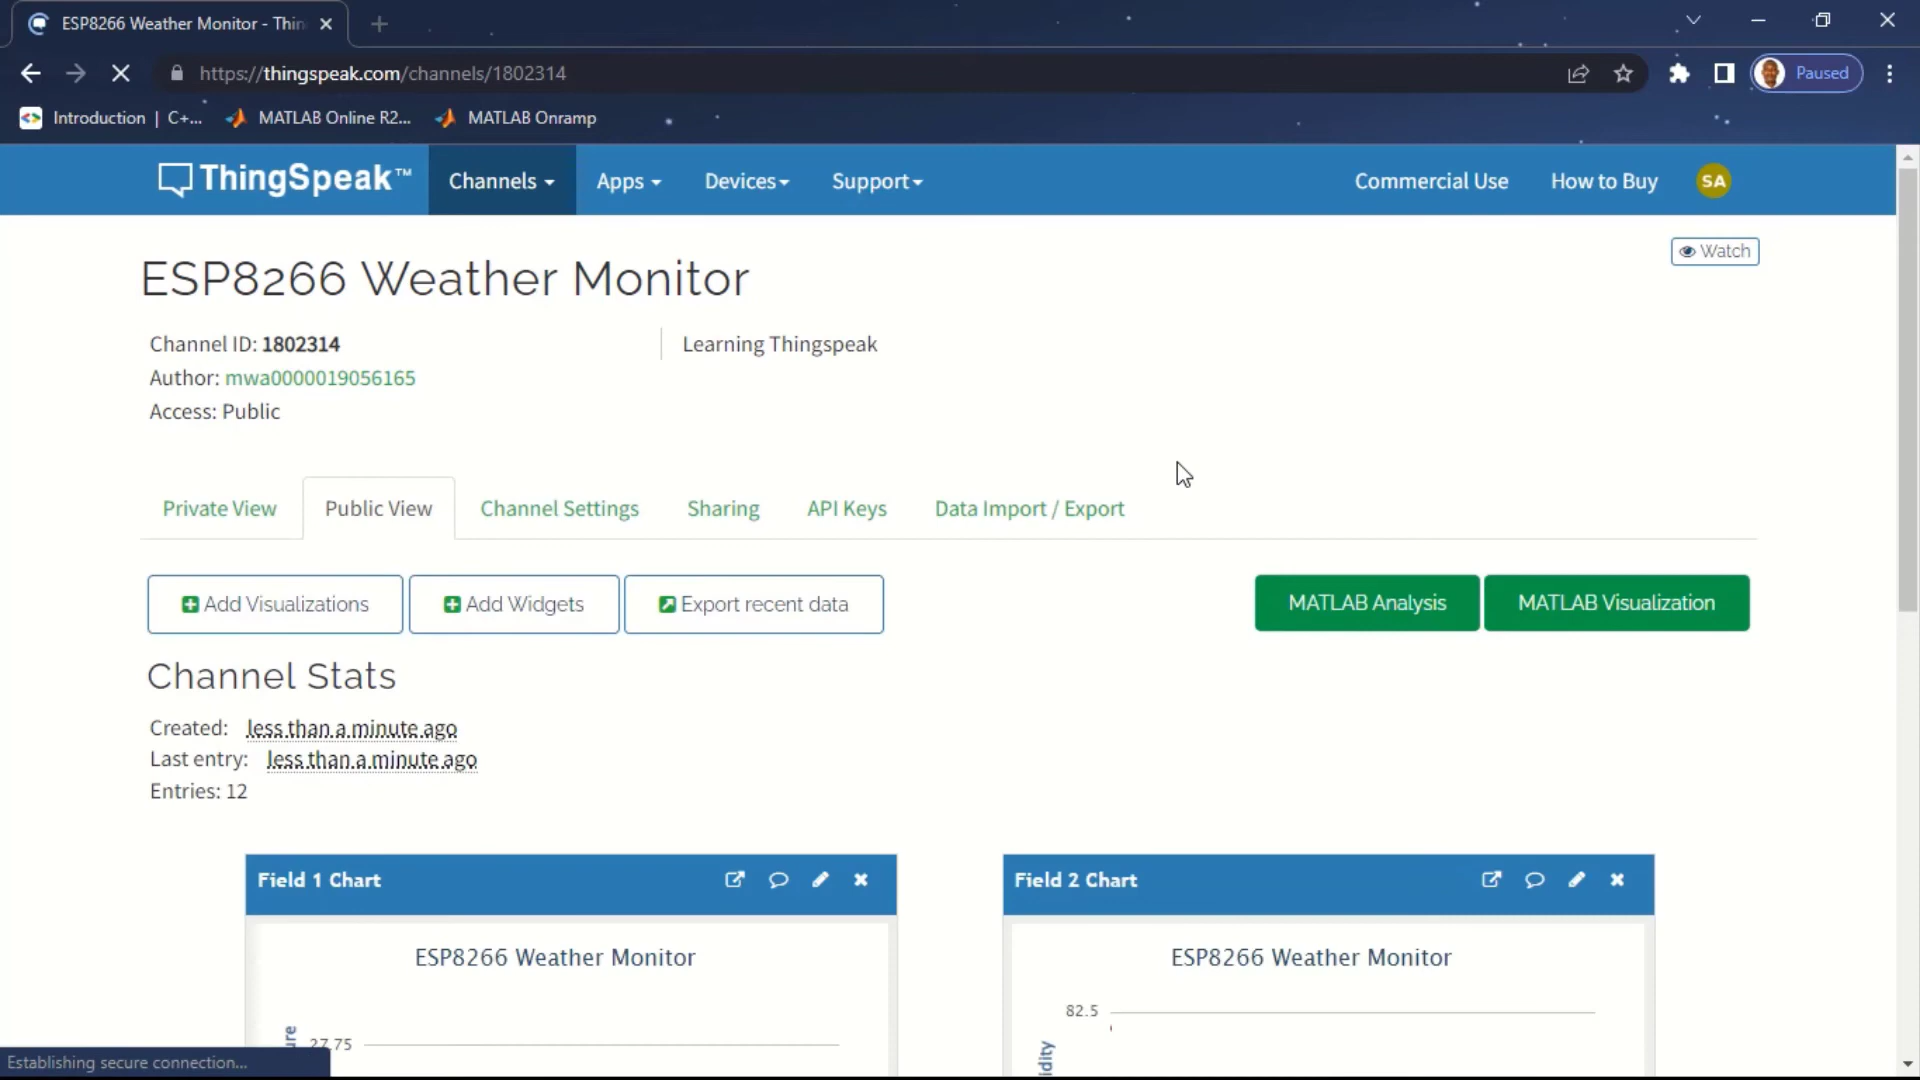 ESP8266 Weather Monitor - Thin
https://thingspeak.com/channels/1802314
Paused
Introduction | C+...
MATLAB Online R2...
MATLAB Onramp
ThingSpeak™
Channels
Apps
Devices
Support
Commercial Use
How to Buy
SA
Watch
ESP8266 Weather Monitor
Channel ID: 1802314
Learning Thingspeak
Author: mwa0000019056165
Access: Public
Private View
Public View
Channel Settings
Sharing
API Keys
Data Import / Export
Add Visualizations
Add Widgets
Export recent data
MATLAB Analysis
MATLAB Visualization
Channel Stats
Created: less than a minute ago
Last entry: less than a minute ago
Entries: 12
Field 1 Chart
Field 2 Chart
ESP8266 Weather Monitor
ESP8266 Weather Monitor
82.5
ure
27.75
idity
Establishing secure connection...